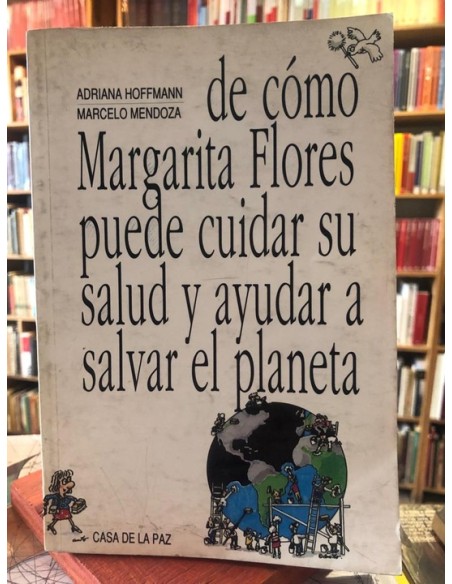 ADRIANA HOFFMANN
MARCELO MENDOZA
de cómo
Margarita Flores
puede cuidar su
salud y ayudar a
salvar el planeta
CASA DE LA PAZ